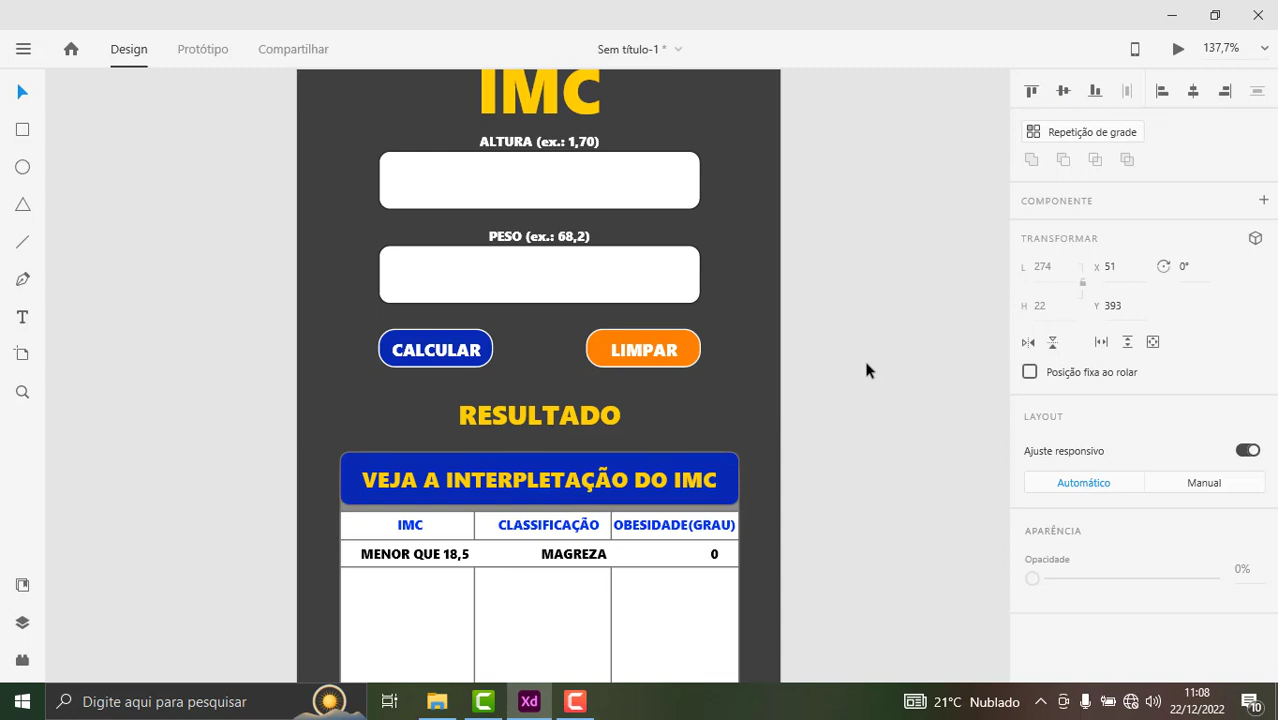 Design Protótipo Compartilhar Sem título-1 * 137,7%
IMC
ALTURA (ex.: 1,70)
PESO (ex.: 68,2)
CALCULAR LIMPAR
RESULTADO
VEJA A INTERPLETAÇÃO DO IMC
IMC CLASSIFICAÇÃO OBESIDADE(GRAU)
MENOR QUE 18,5 MAGREZA 0
Repetição de grade
COMPONENTE +
TRANSFORMAR
L 274 X 51 0°
H 22 Y 393
Posição fixa ao rolar
LAYOUT
Ajuste responsivo
Automático Manual
APARÊNCIA
Opacidade
0%
T
Digite aqui para pesquisar C Xd C 21°C Nublado 11:08
22/12/2022 10